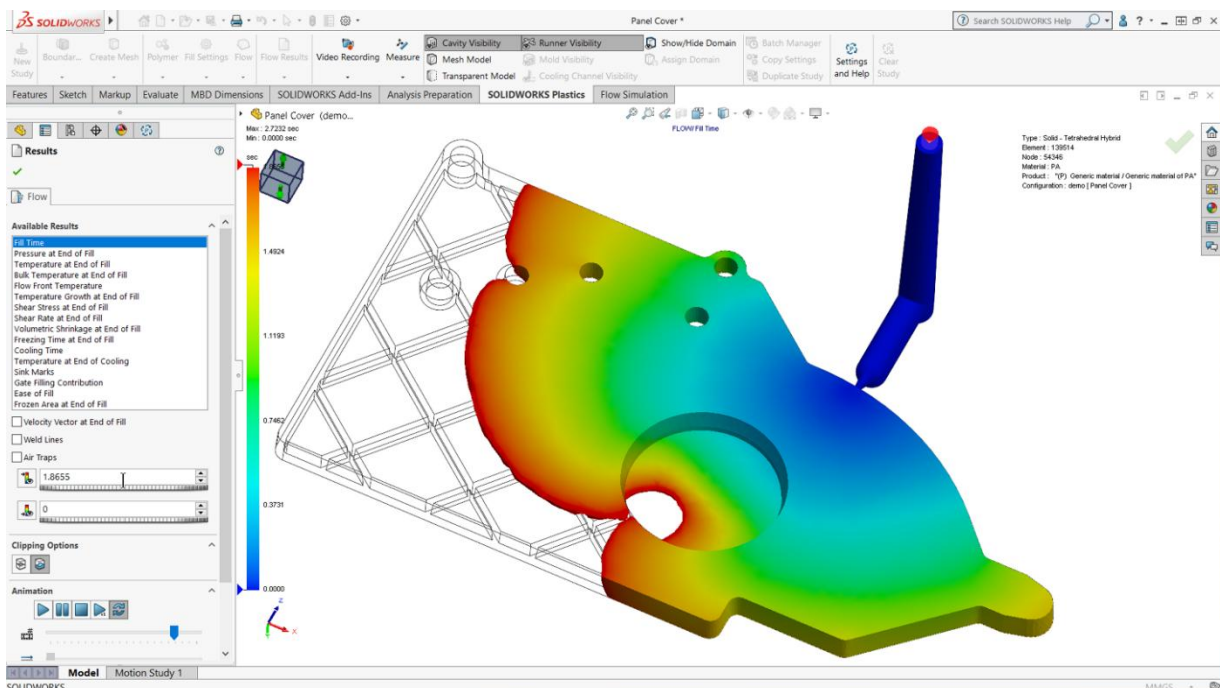 SOLIDWORKS
Panel Cover *
Search SOLIDWORKS Help
New Study
Boundar...
Create Mesh
Polymer
Fill Settings
Flow
Flow Results
Video Recording
Measure
Cavity Visibility
Runner Visibility
Show/Hide Domain
Batch Manager
Mesh Model
Mold Visibility
Assign Domain
Copy Settings
Transparent Model
Cooling Channel Visibility
Duplicate Study
Settings and Help
Clear Study
Features
Sketch
Markup
Evaluate
MBD Dimensions
SOLIDWORKS Add-Ins
Analysis Preparation
SOLIDWORKS Plastics
Flow Simulation
Panel Cover (demo...
Max : 2.7232 sec
Min : 0.0000 sec
FLOW/ Fill Time
Type : Solid - Tetrahedral Hybrid
Element : 139514
Node : 54346
Material : PA
Product : "(P) Generic material / Generic material of PA"
Configuration : demo [ Panel Cover ]
Results
Flow
Available Results
Fill Time
Pressure at End of Fill
Temperature at End of Fill
Bulk Temperature at End of Fill
Flow Front Temperature
Temperature Growth at End of Fill
Shear Stress at End of Fill
Shear Rate at End of Fill
Volumetric Shrinkage at End of Fill
Freezing Time at End of Fill
Cooling Time
Temperature at End of Cooling
Sink Marks
Gate Filling Contribution
Ease of Fill
Frozen Area at End of Fill
Velocity Vector at End of Fill
Weld Lines
Air Traps
1.8655
0
Clipping Options
Animation
sec
1.4924
1.1193
0.7462
0.3731
0.0000
z
x
Model
Motion Study 1
SOLIDWORKS
MMGS